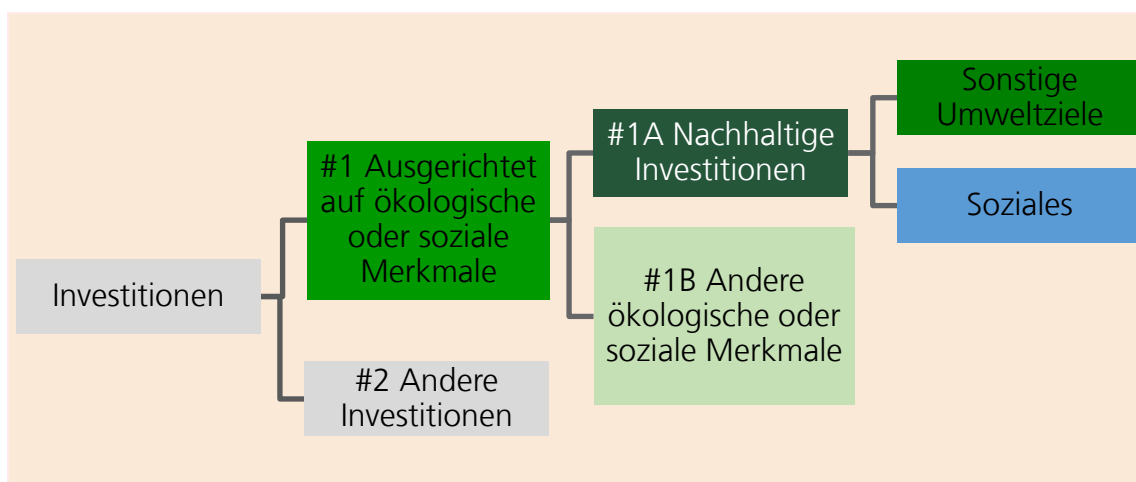 Investitionen
#1 Ausgerichtet
auf ökologische
oder soziale
Merkmale
#2 Andere
Investitionen
#1A Nachhaltige
Investitionen
#1B Andere
ökologische oder
soziale Merkmale
Sonstige
Umweltziele
Soziales